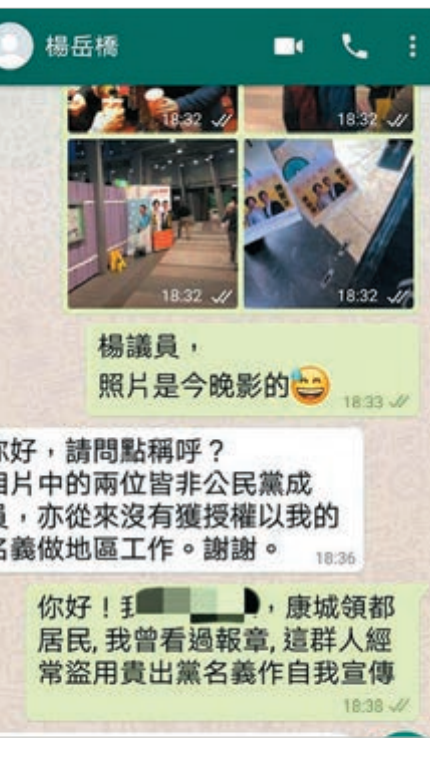 楊岳橋
18:32
18:32
18:32
18:32
楊議員，
照片是今晚影的😅
18:33
你好，請問點稱呼？
相片中的兩位皆非公民黨成
員，亦從來沒有獲授權以我的
名義做地區工作。謝謝。
18:36
你好！我 ，康城領都
居民, 我曾看過報章, 這群人經
常盜用貴出黨名義作自我宣傳
18:38